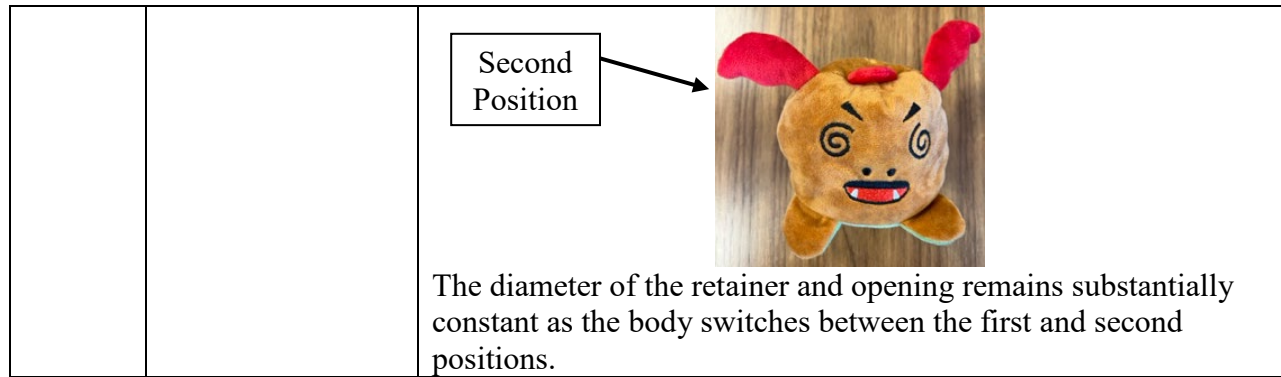 Second
Position
The diameter of the retainer and opening remains substantially
constant as the body switches between the first and second
positions.